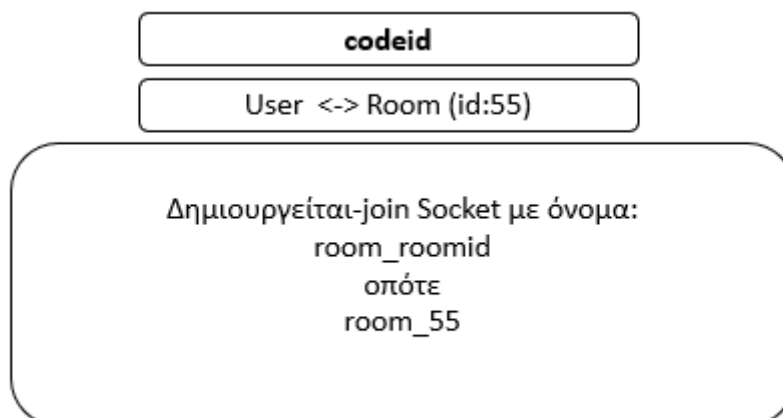 codeid
User <-> Room (id:55)
Δημιουργείται-join Socket με όνομα:
room_roomid
οπότε
room_55